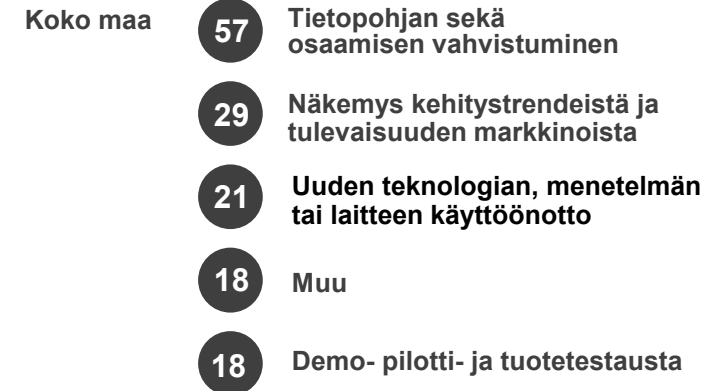 Koko maa
57
Tietopohjan sekä
osaamisen vahvistuminen
29
Näkemys kehitystrendeistä ja
tulevaisuuden markkinoista
21
Uuden teknologian, menetelmän
tai laitteen käyttöönotto
18
Muu
18
Demo- pilotti- ja tuotetestausta